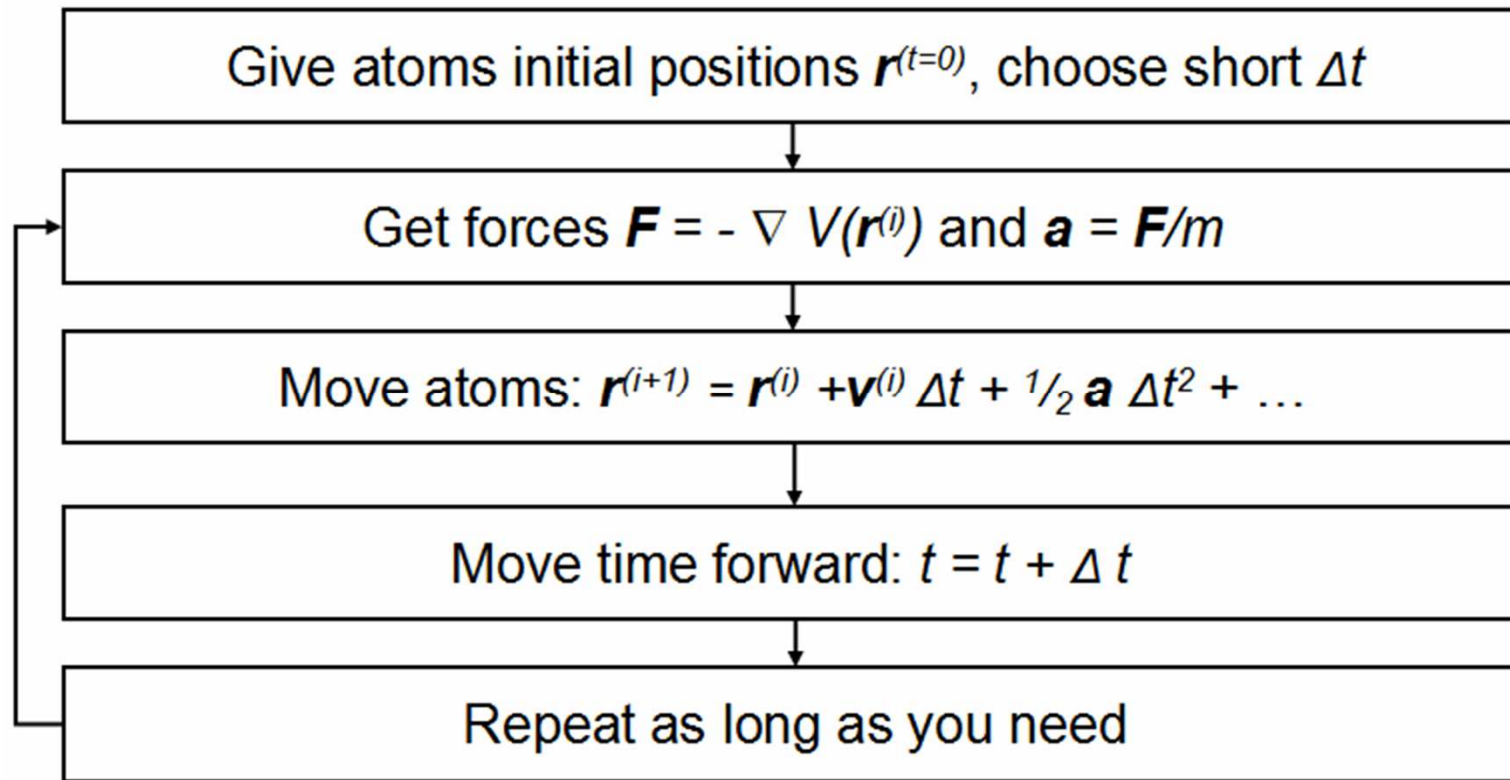 Give atoms initial positions r⁽ᵗ⁼⁰⁾, choose short Δt
Get forces F = - ∇ V(r⁽ⁱ⁾) and a = F/m
Move atoms: r⁽ⁱ⁺¹⁾ = r⁽ⁱ⁾ +v⁽ⁱ⁾ Δt + ¹/₂ a Δt² + …
Move time forward: t = t + Δ t
Repeat as long as you need